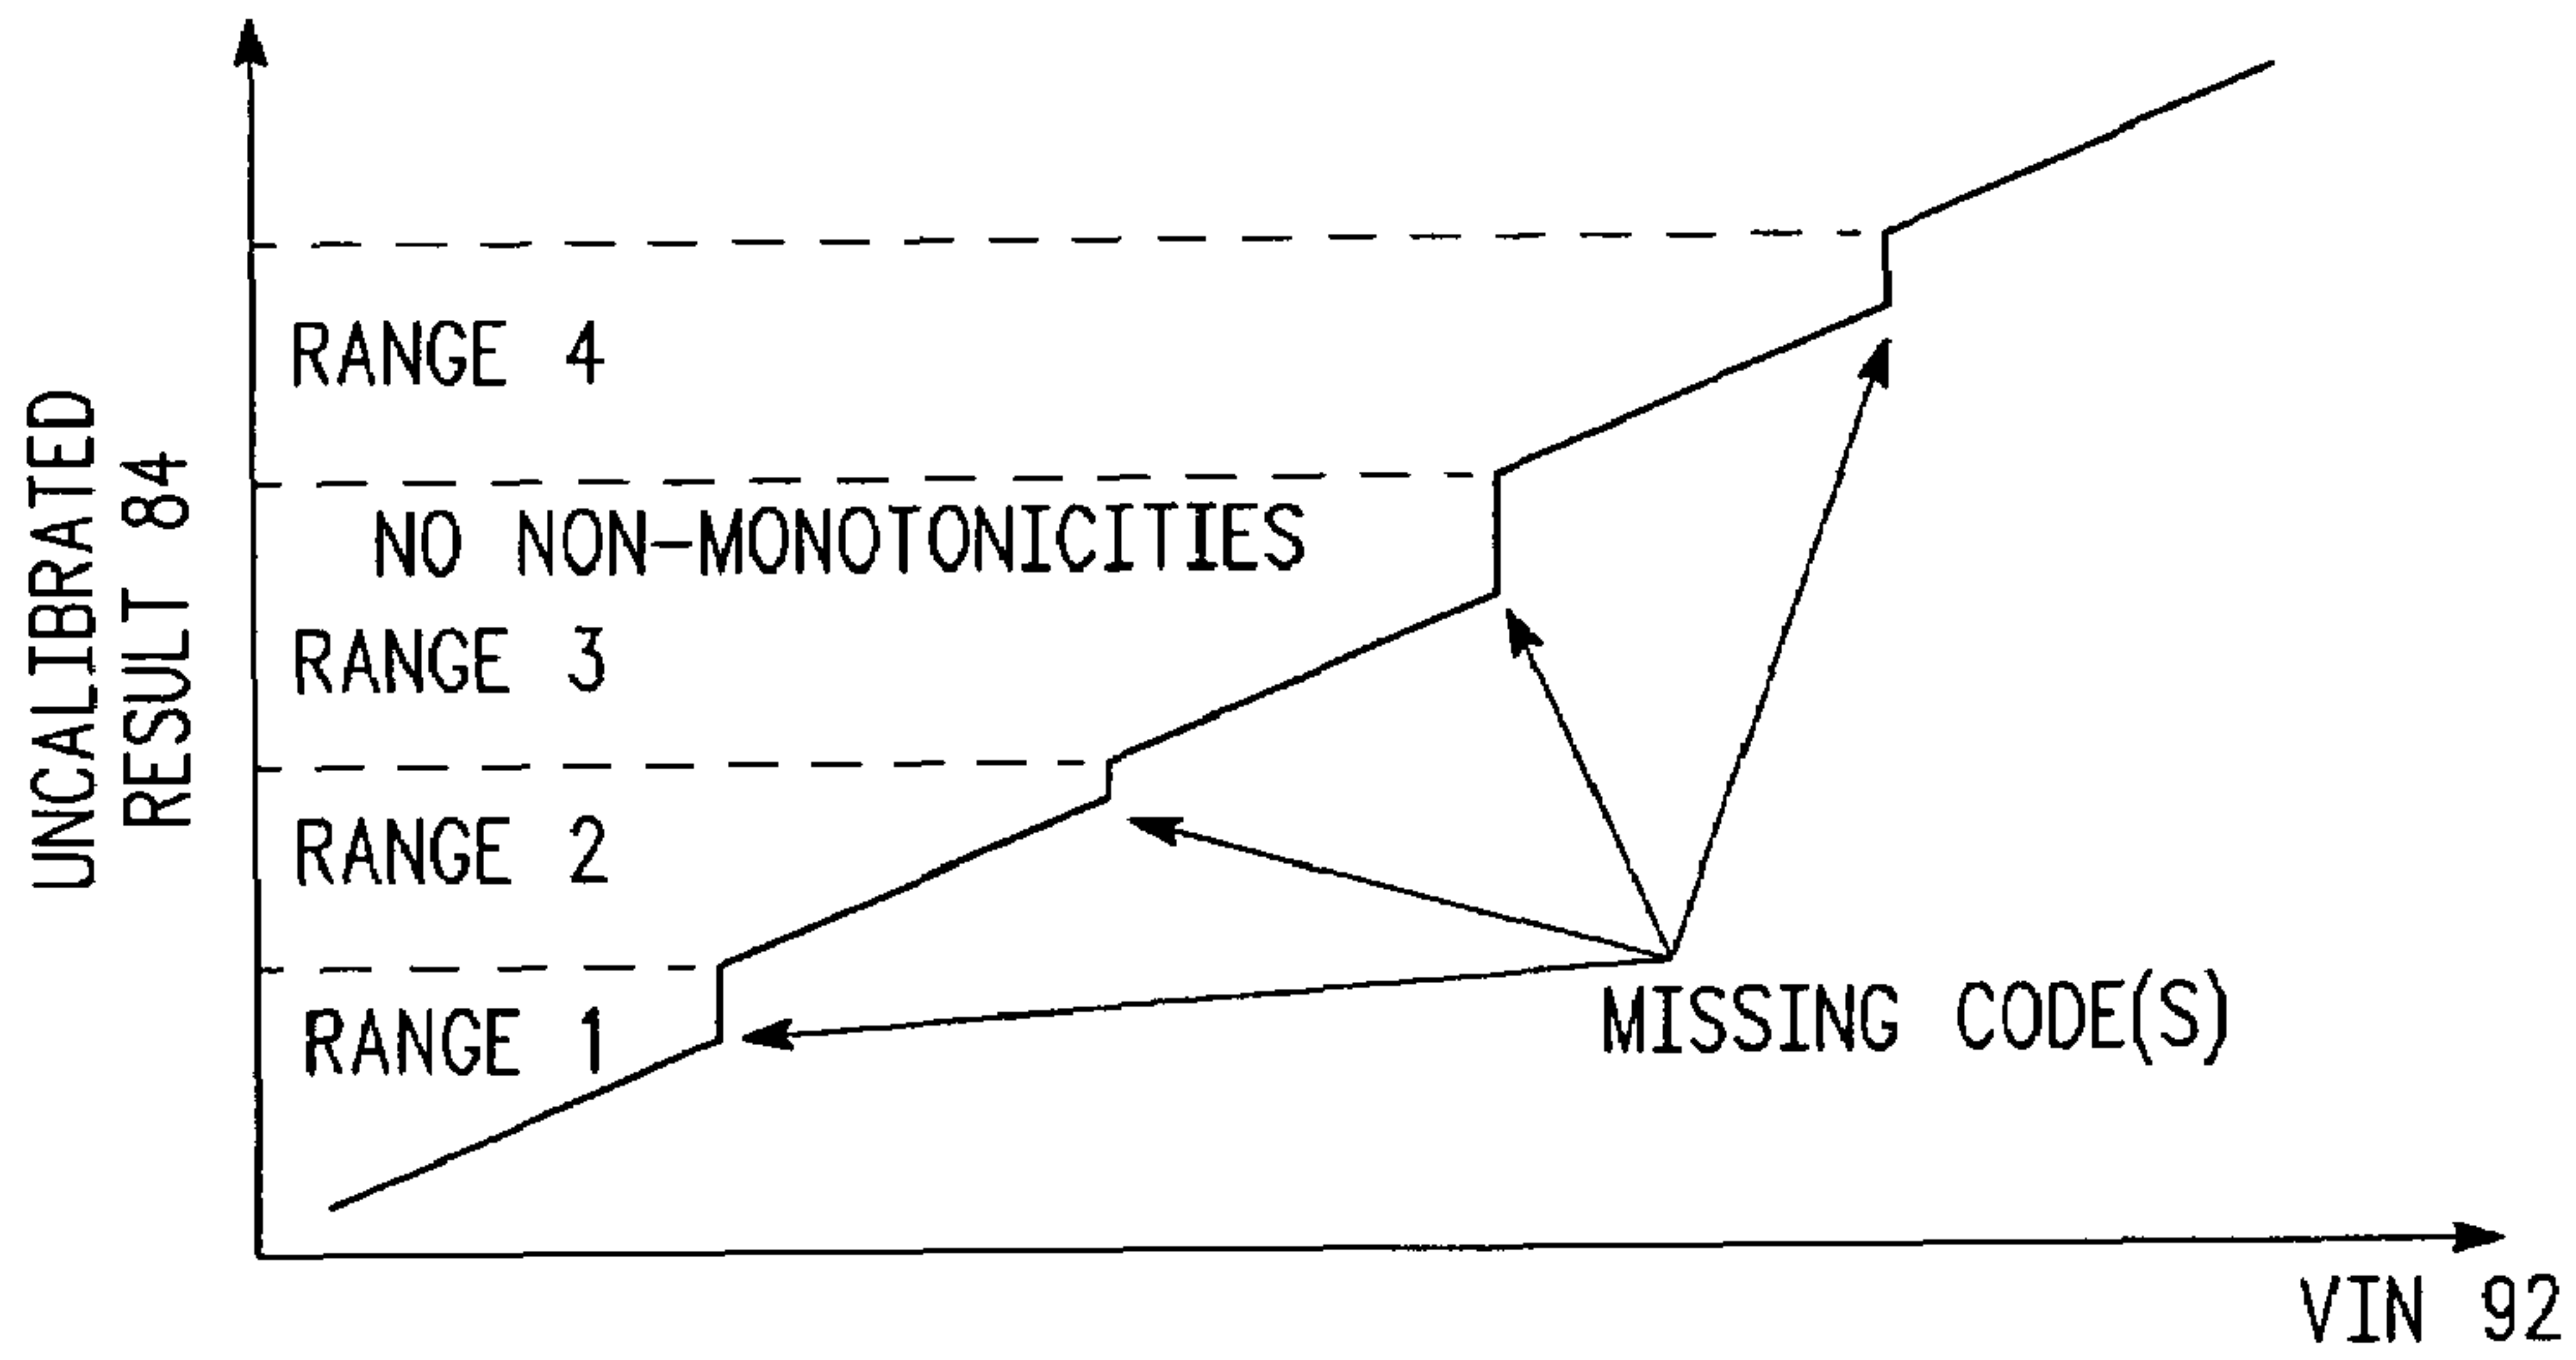 UNCALIBRATED
RESULT 84
RANGE 4
NO NON-MONOTONICITIES
RANGE 3
RANGE 2
RANGE 1
MISSING CODE(S)
VIN 92